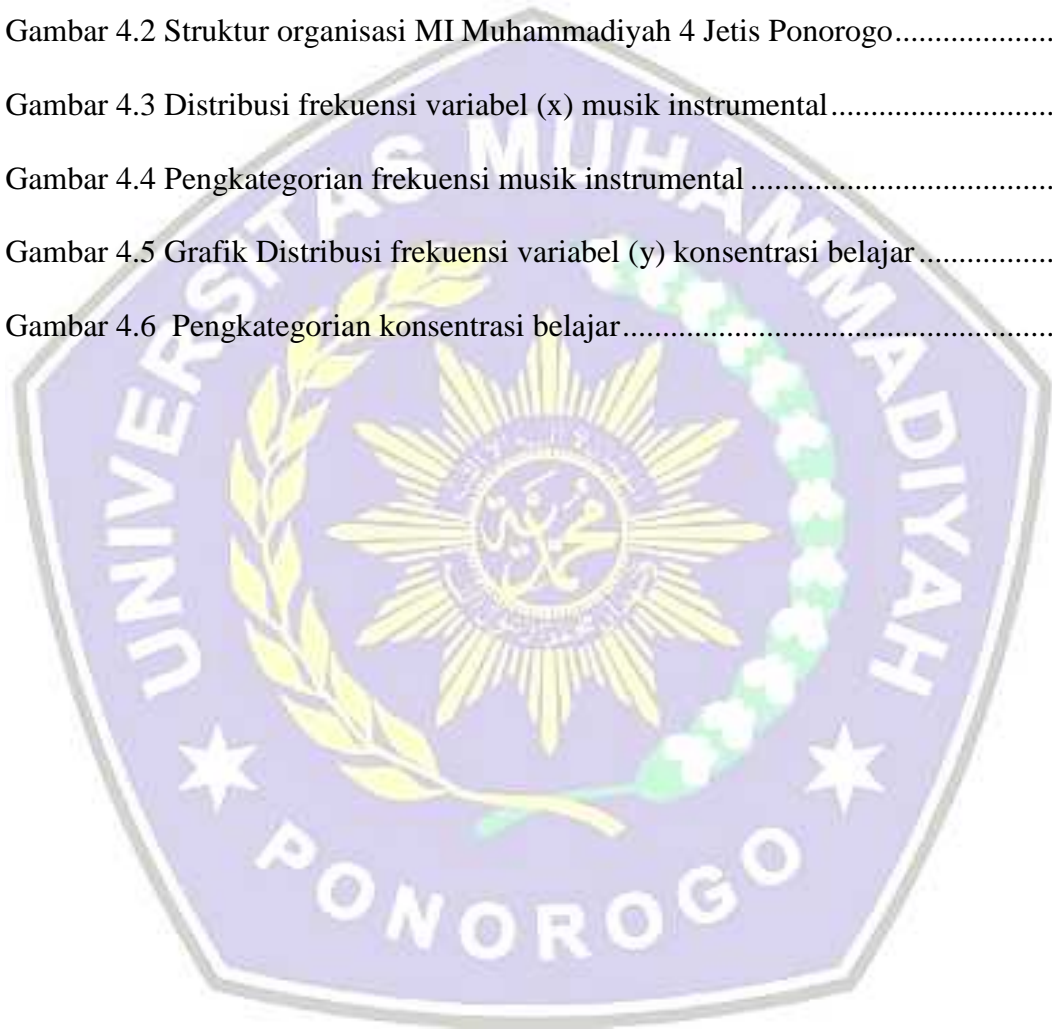 Gambar 4.2 Struktur organisasi MI Muhammadiyah 4 Jetis Ponorogo...................
Gambar 4.3 Distribusi frekuensi variabel (x) musik instrumental...........................
Gambar 4.4 Pengkategorian frekuensi musik instrumental.....................................
Gambar 4.5 Grafik Distribusi frekuensi variabel (y) konsentrasi belajar................
Gambar 4.6  Pengkategorian konsentrasi belajar....................................................
UNIVERSITAS MUHAMMADIYAH
محمدية
PONOROGO